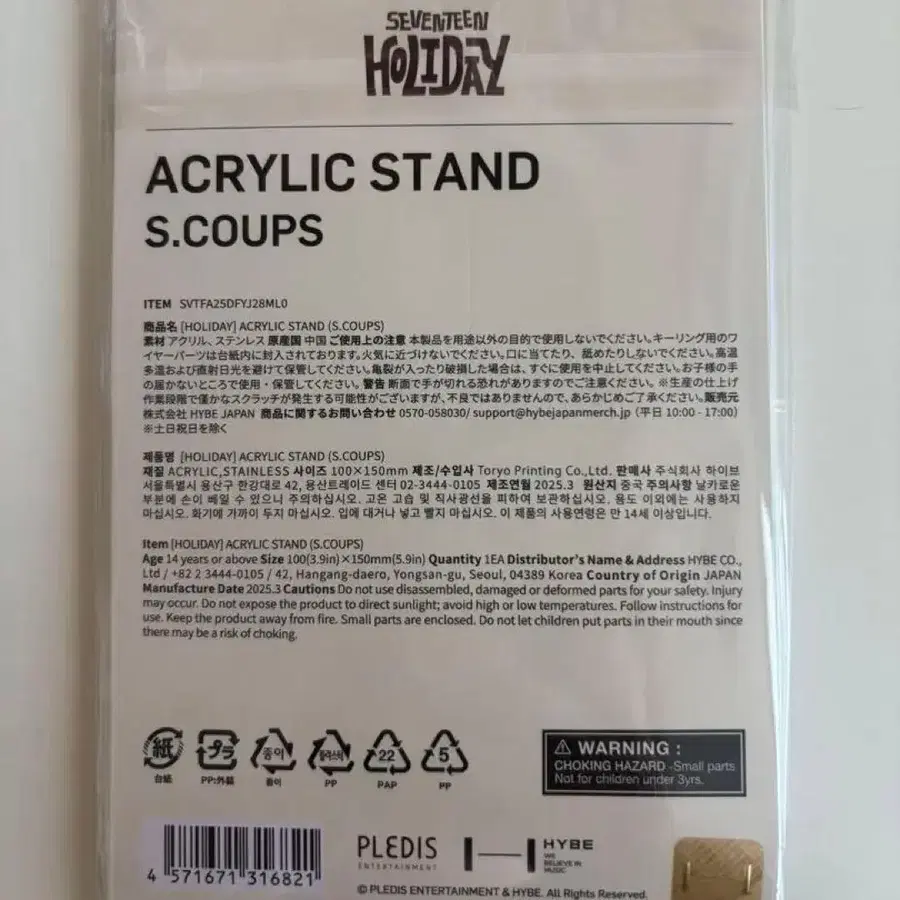 SEVENTEEN
HOLIDAY
ACRYLIC STAND
S.COUPS
ITEM SVTFA25DFYJ28ML0
商品名 [HOLIDAY] ACRYLIC STAND (S.COUPS)
素材 アクリル、ステンレス 原産国 中国 ご使用上の注意 本製品を用途以外の目的で使用しないでください。キーリング用のワ
イヤーパーツは台紙内に封入されております。火気に近づけないでください。口に当てたり、舐めたりしないでください。高温
多湿および直射日光を避けて保管してください。亀裂が入ったり破損した場合は、すぐに使用を中止してください。お子様の手
の届かないところで使用・保管してください。警告 断面で手が切れる恐れがありますのでご注意ください。※生産の仕上げ
作業段階で僅かなスクラッチが発生する可能性がございますが、不良ではありませんので、あらかじめご了承ください。販売元
株式会社 HYBE JAPAN 商品に関するお問い合わせ 0570-058030/ support@hybejapanmerch.jp (平日 10:00 - 17:00)
※土日祝日を除く
제품명 [HOLIDAY] ACRYLIC STAND (S.COUPS)
재질 ACRYLIC,STAINLESS 사이즈 100×150mm 제조/수입사 Toryo Printing Co.,Ltd. 판매사 주식회사 하이브
서울특별시 용산구 한강대로 42, 용산트레이드 센터 02-3444-0105 제조연월 2025.3 원산지 중국 주의사항 날카로운
부분에 손이 베일 수 있으니 주의하십시오. 고온 고습 및 직사광선을 피하여 보관하십시오. 용도 이외에는 사용하지
마십시오. 화기에 가까이 두지 마십시오. 입에 대거나 넣고 빨지 마십시오. 이 제품의 사용연령은 만 14세 이상입니다.
Item [HOLIDAY] ACRYLIC STAND (S.COUPS)
Age 14 years or above Size 100(3.9in)×150mm(5.9in) Quantity 1EA Distributor's Name & Address HYBE CO.,
Ltd / +82 2 3444-0105 / 42, Hangang-daero, Yongsan-gu, Seoul, 04389 Korea Country of Origin JAPAN
Manufacture Date 2025.3 Cautions Do not use disassembled, damaged or deformed parts for your safety. Injury
may occur. Do not expose the product to direct sunlight; avoid high or low temperatures. Follow instructions for
use. Keep the product away from fire. Small parts are enclosed. Do not let children put parts in their mouth since
there may be a risk of choking.
紙 プラ 종이 플라스틱 22 5
台紙 PP:外装 종이 PP PAP PP
WARNING :
CHOKING HAZARD -Small parts
Not for children under 3yrs.
4 571671 316821
PLEDIS
ENTERTAINMENT
HYBE
WE
BELIEVE IN
MUSIC
© PLEDIS ENTERTAINMENT & HYBE. All Rights Reserved.